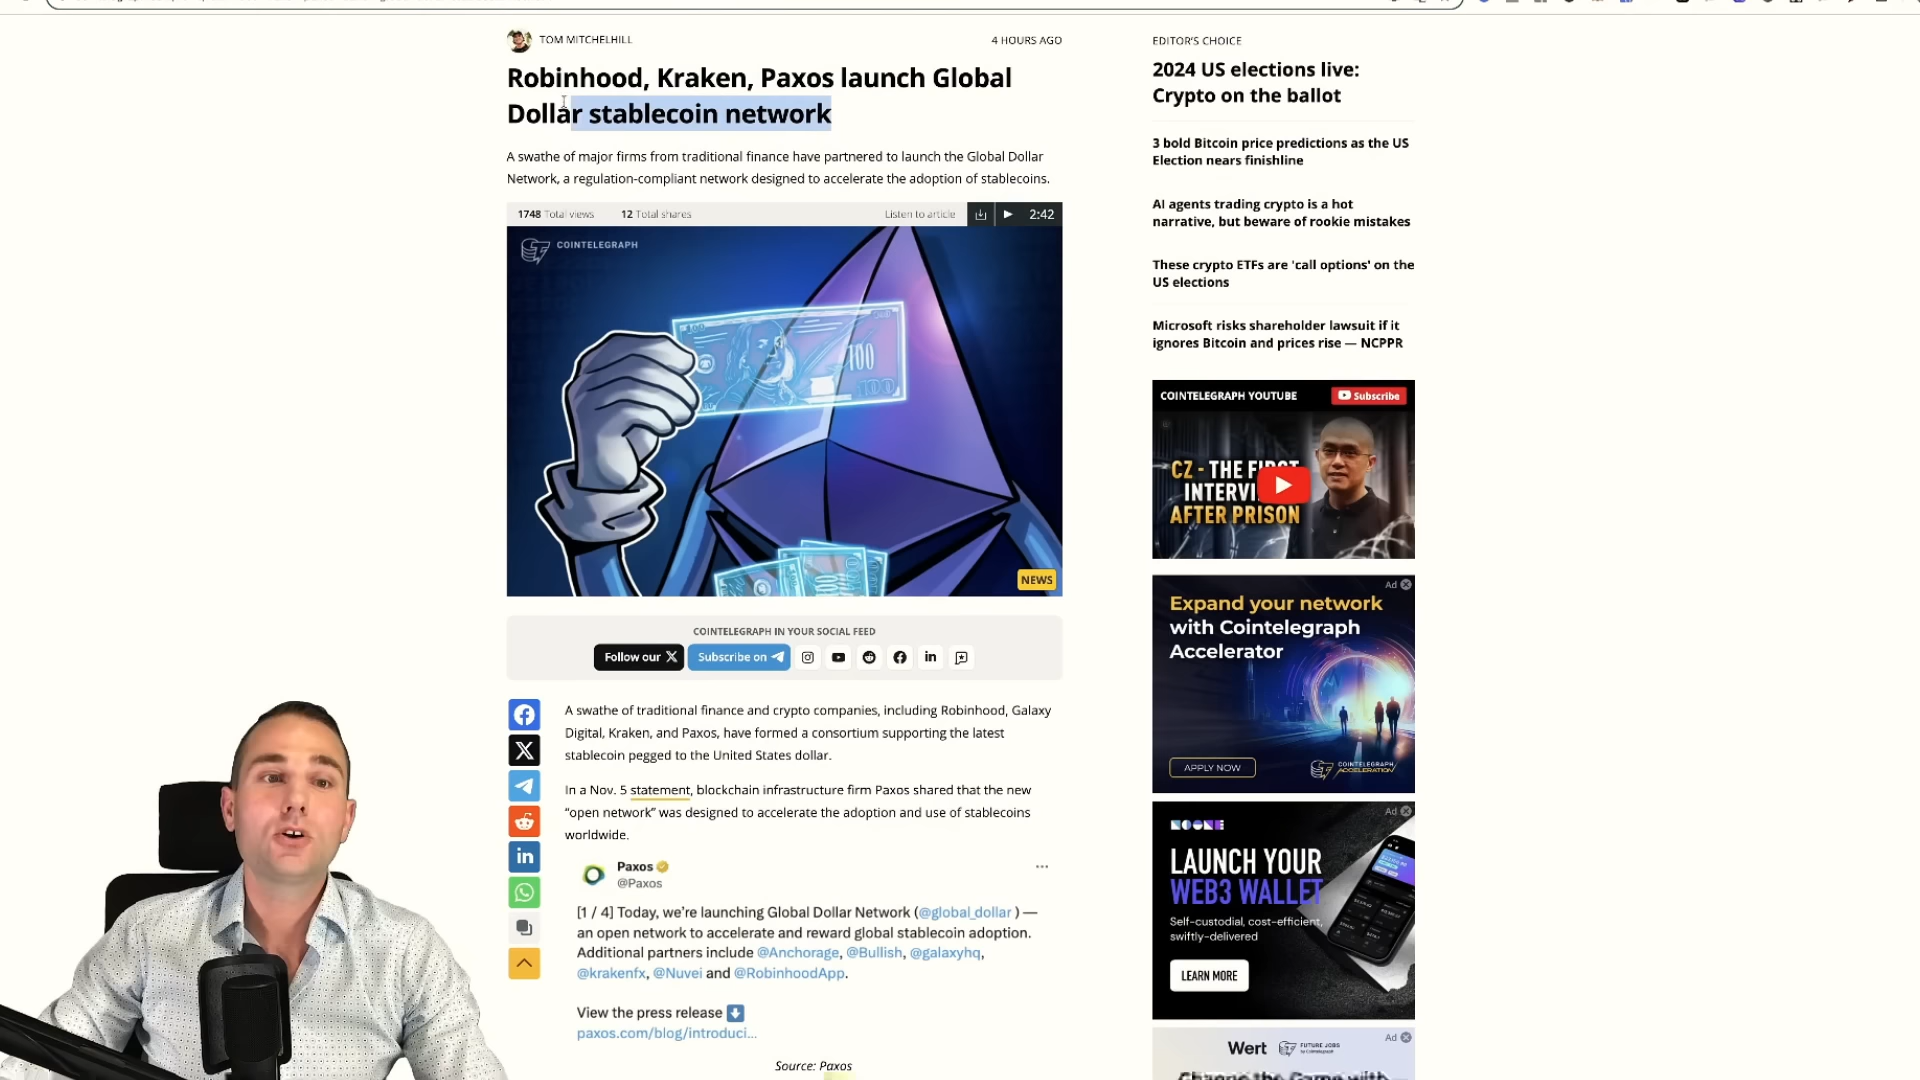 TOM MITCHELHILL
4 HOURS AGO
Robinhood, Kraken, Paxos launch Global
Dollar stablecoin network
A swathe of major firms from traditional finance have partnered to launch the Global Dollar
Network, a regulation-compliant network designed to accelerate the adoption of stablecoins.
1748 Total views 12 Total shares Listen to article 2:42
COINTELEGRAPH
100
NEWS
COINTELEGRAPH IN YOUR SOCIAL FEED
Follow our X Subscribe on
A swathe of traditional finance and crypto companies, including Robinhood, Galaxy
Digital, Kraken, and Paxos, have formed a consortium supporting the latest
stablecoin pegged to the United States dollar.
In a Nov. 5 statement, blockchain infrastructure firm Paxos shared that the new
“open network” was designed to accelerate the adoption and use of stablecoins
worldwide.
Paxos
@Paxos
[1 / 4] Today, we’re launching Global Dollar Network (@global_dollar ) —
an open network to accelerate and reward global stablecoin adoption.
Additional partners include @Anchorage, @Bullish, @galaxyhq,
@krakenfx, @Nuvei and @RobinhoodApp.
View the press release
paxos.com/blog/introduci...
Source: Paxos
EDITOR'S CHOICE
2024 US elections live:
Crypto on the ballot
3 bold Bitcoin price predictions as the US
Election nears finishline
AI agents trading crypto is a hot
narrative, but beware of rookie mistakes
These crypto ETFs are 'call options' on the
US elections
Microsoft risks shareholder lawsuit if it
ignores Bitcoin and prices rise — NCPPR
COINTELEGRAPH YOUTUBE Subscribe
CZ - THE FIRST
AFTER PRISON
Ad
Expand your network
with Cointelegraph
Accelerator
APPLY NOW
COINTELEGRAPH
ACCELERATION
Ad
LAUNCH YOUR
WEB3 WALLET
Self-custodial, cost-efficient,
swiftly-delivered
LEARN MORE
Ad
Wert FUTURE JOBS
by Cointelegraph
Change the Game with